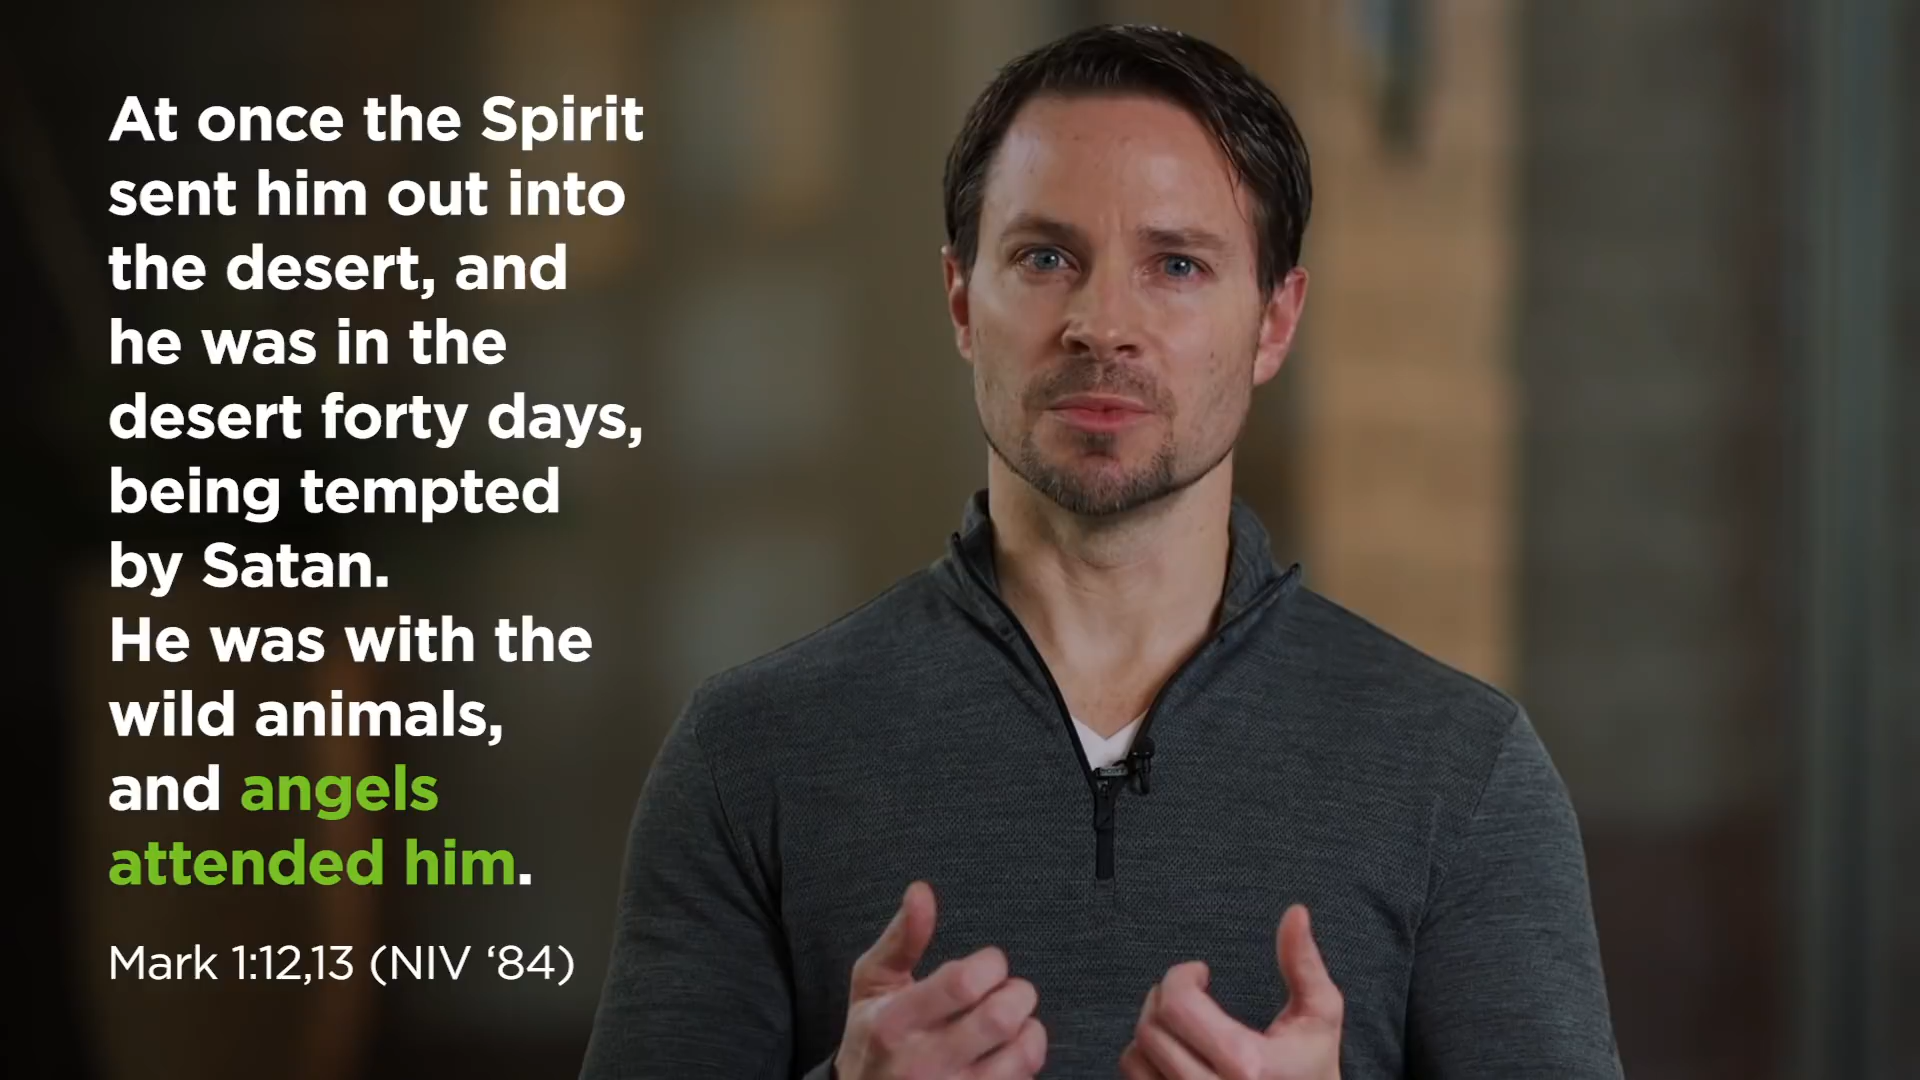 At once the Spirit
sent him out into
the desert, and
he was in the
desert forty days,
being tempted
by Satan.
He was with the
wild animals,
and angels
attended him.
Mark 1:12,13 (NIV ‘84)